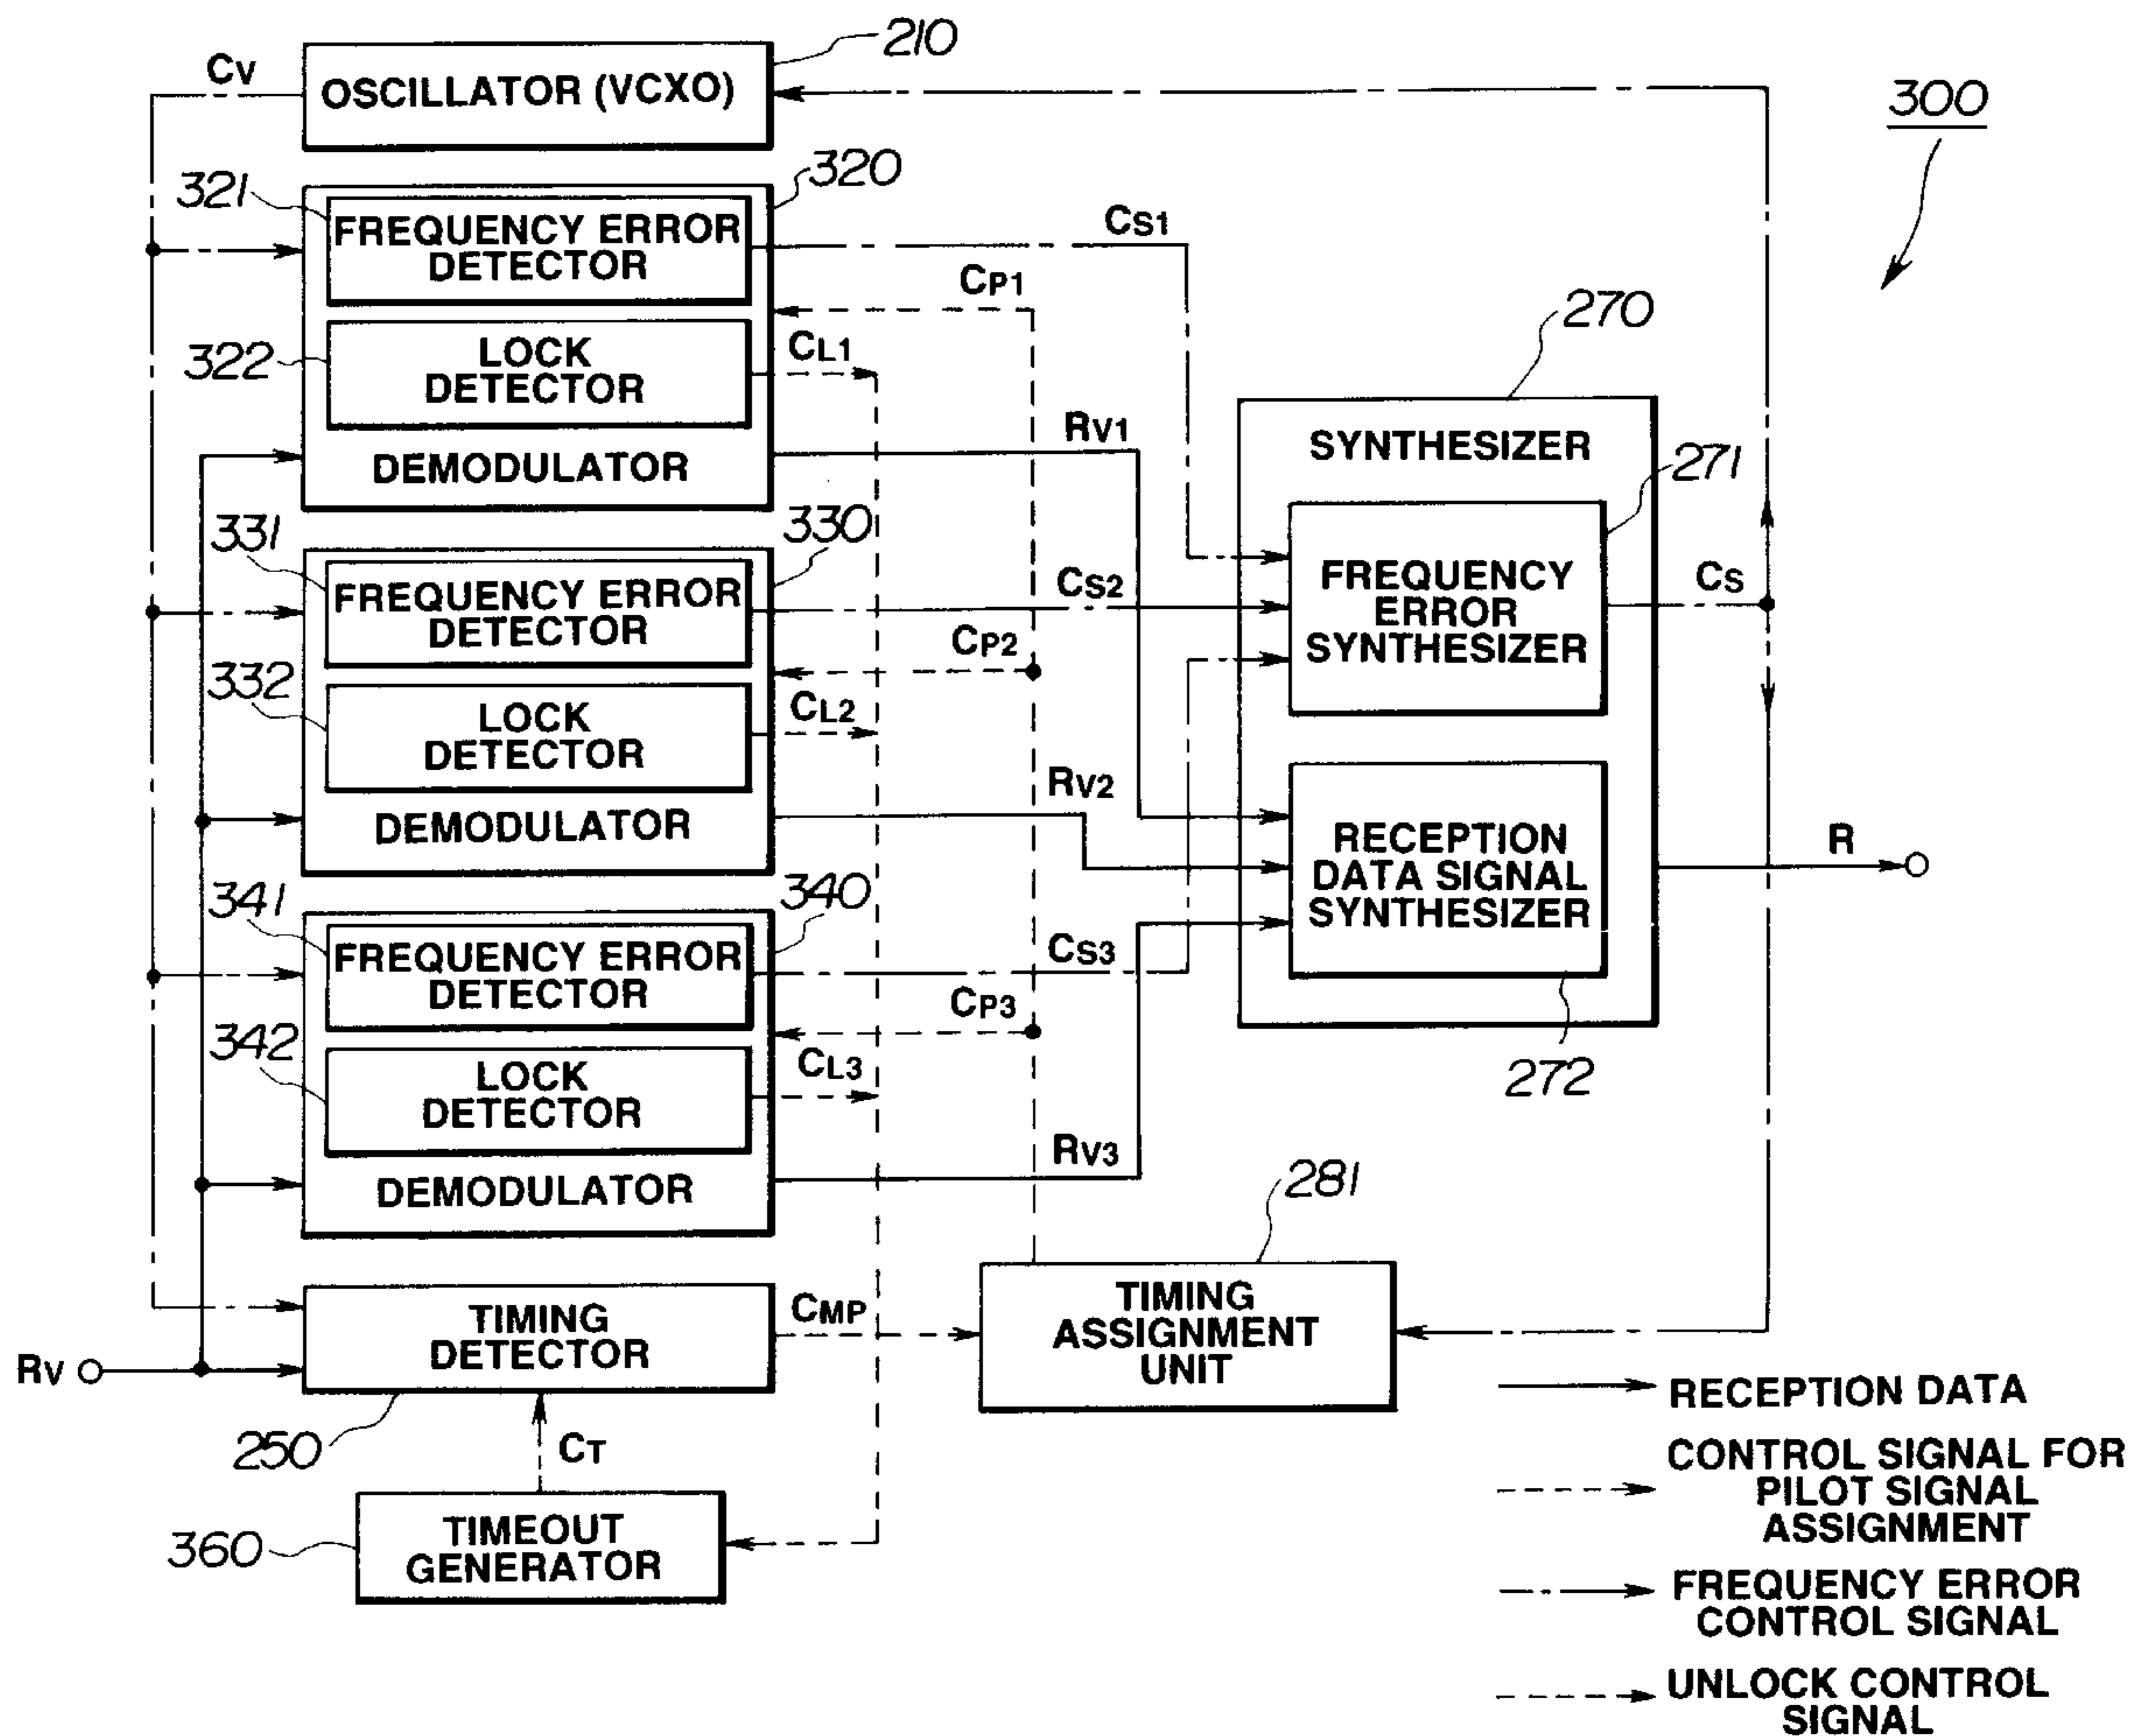 210
CV
OSCILLATOR (VCXO)
300
320
321
FREQUENCY ERROR
DETECTOR
CS1
CP1
322
LOCK
DETECTOR
CL1
270
RV1
DEMODULATOR
SYNTHESIZER
271
331
330
FREQUENCY ERROR
DETECTOR
CS2
FREQUENCY
ERROR
SYNTHESIZER
CS
CP2
332
LOCK
DETECTOR
CL2
RV2
DEMODULATOR
RECEPTION
DATA SIGNAL
SYNTHESIZER
R
341
340
FREQUENCY ERROR
DETECTOR
CS3
CP3
342
LOCK
DETECTOR
CL3
272
RV3
DEMODULATOR
281
TIMING
DETECTOR
CMP
TIMING
ASSIGNMENT
UNIT
RV
250
CT
360
TIMEOUT
GENERATOR
RECEPTION DATA
CONTROL SIGNAL FOR
PILOT SIGNAL
ASSIGNMENT
FREQUENCY ERROR
CONTROL SIGNAL
UNLOCK CONTROL
SIGNAL